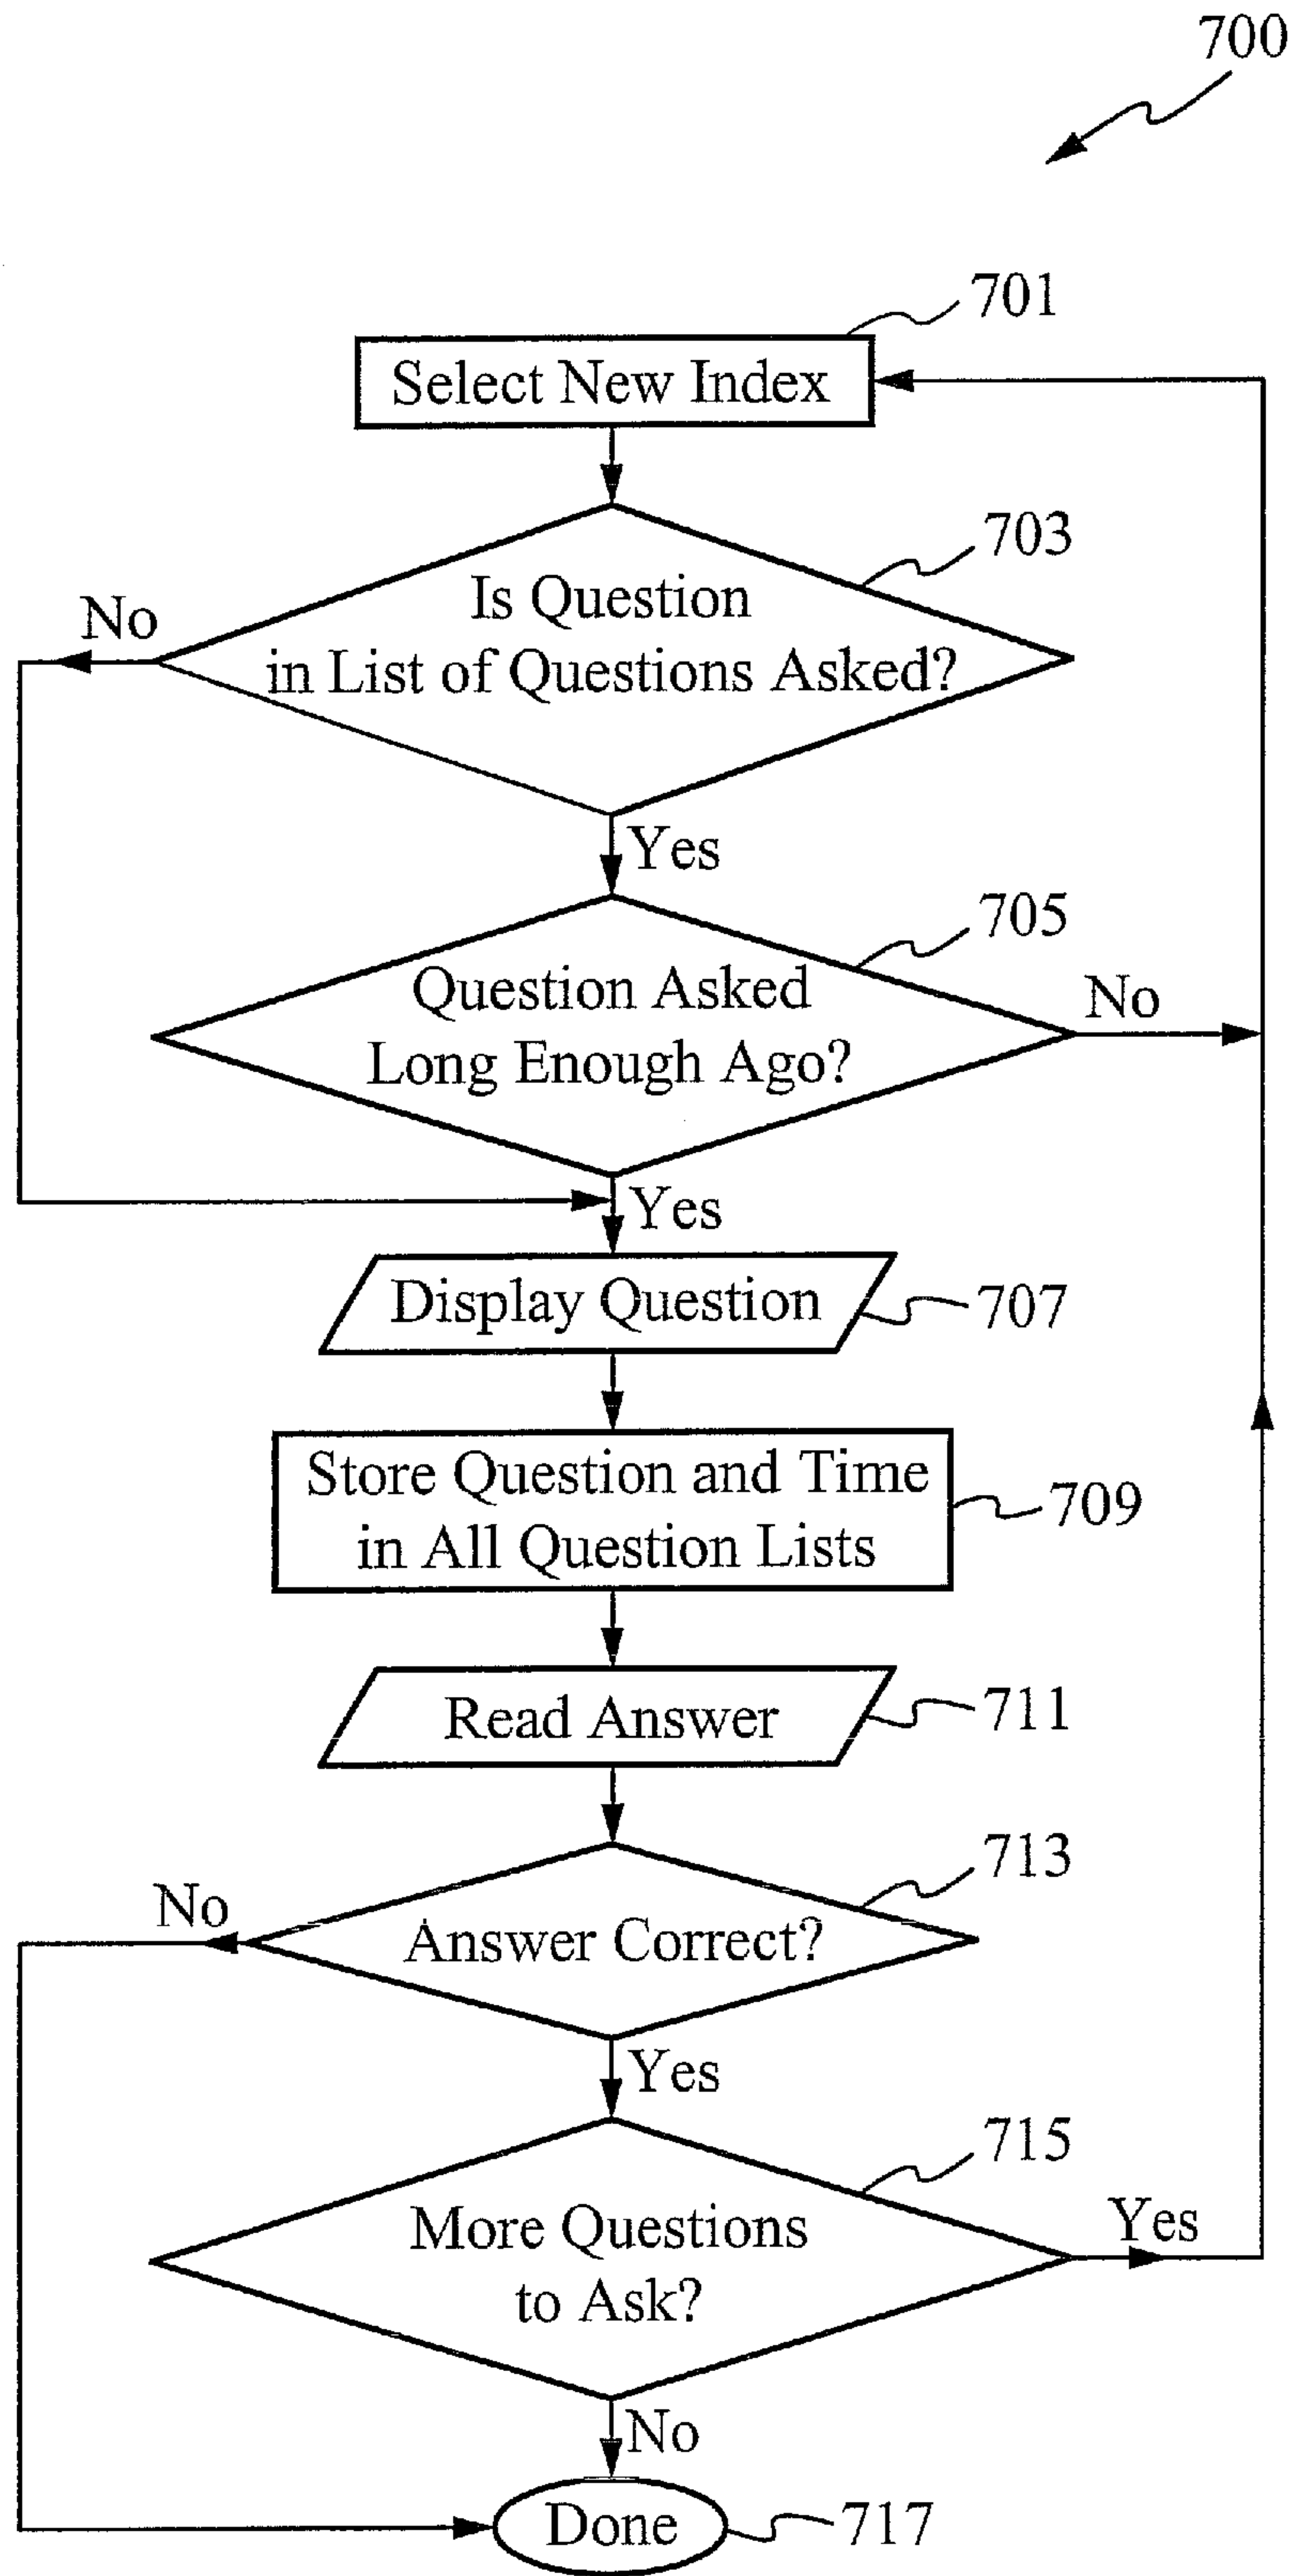 700
701
Select New Index
703
Is Question
No
in List of Questions Asked?
Yes
705
Question Asked
No
Long Enough Ago?
Yes
Display Question
707
Store Question and Time
709
in All Question Lists
Read Answer
711
713
No
Answer Correct?
Yes
715
More Questions
Yes
to Ask?
No
Done
717